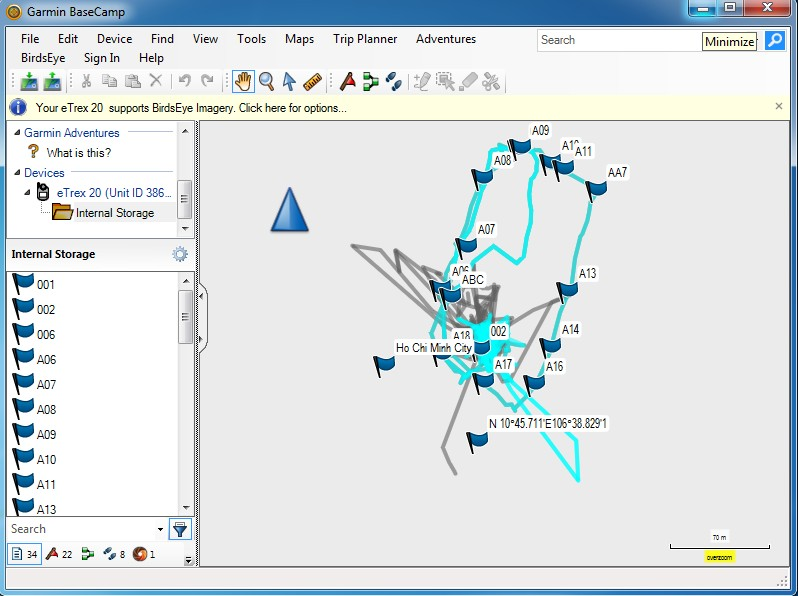 Garmin BaseCamp
File Edit Device Find View Tools Maps Trip Planner Adventures
Search
Minimize
BirdsEye Sign In Help
Your eTrex 20 supports BirdsEye Imagery. Click here for options...
Garmin Adventures
? What is this?
Devices
eTrex 20 (Unit ID 386...
Internal Storage
Internal Storage
001
002
006
A06
A07
A08
A09
A10
A11
A13
Search
34 22 8 1
A09
A11
A08
AA7
A07
ABC
A13
A18
002
A14
Ho Chi Minh City
A17
A16
N 10°45.711'E106°38.829'1
70 m
overzoom